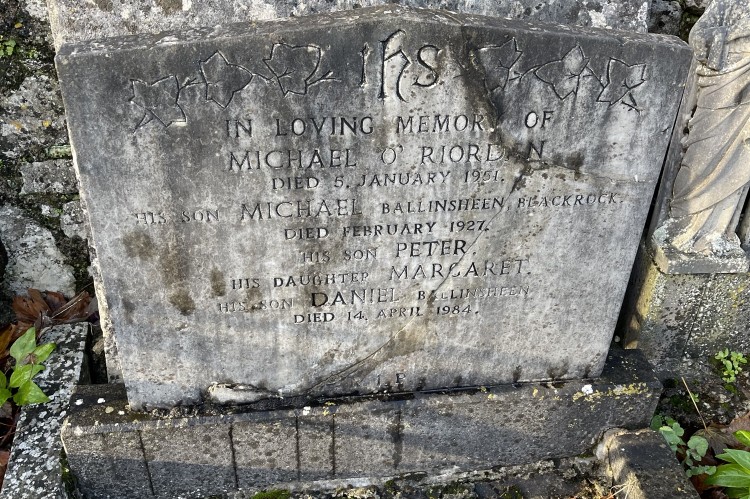 IHS
IN LOVING MEMORY OF
MICHAEL O'RIORDAN
DIED 5. JANUARY 1951.
HIS SON MICHAEL BALLINSHEEN, BLACKROCK.
DIED FEBRUARY 1927.
HIS SON PETER.
HIS DAUGHTER MARGARET.
HIS SON DANIEL BALLINSHEEN
DIED 14. APRIL 1984.